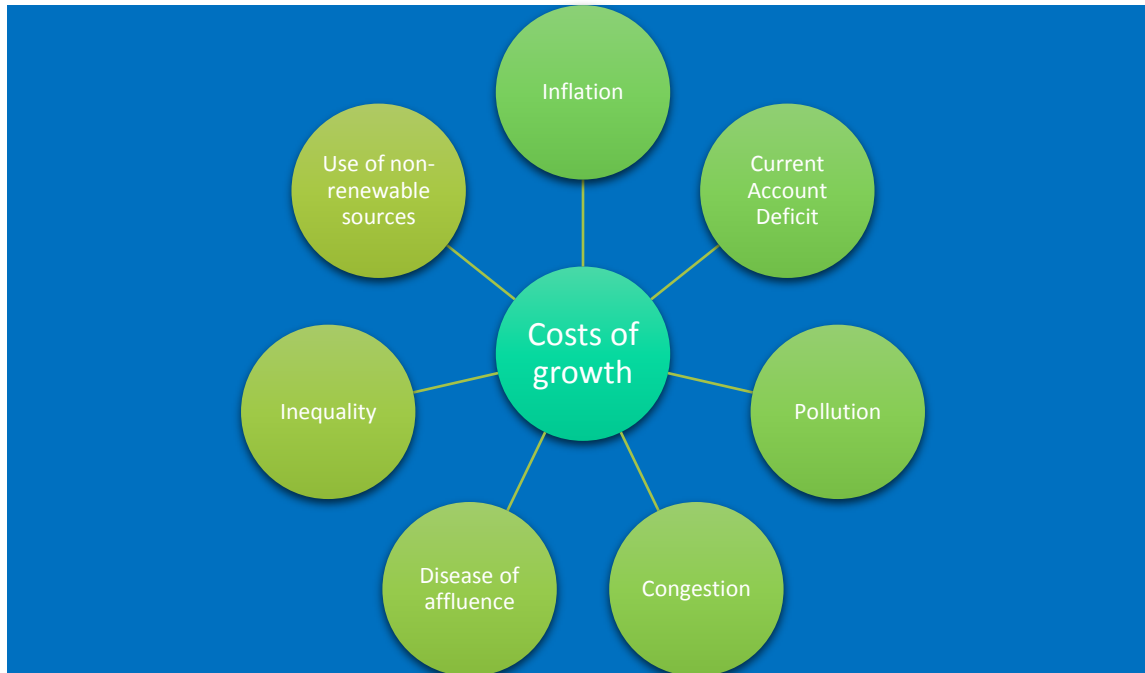 Inflation
Current
Account
Deficit
Pollution
Congestion
Disease of
affluence
Inequality
Use of non-
renewable
sources
Costs of
growth